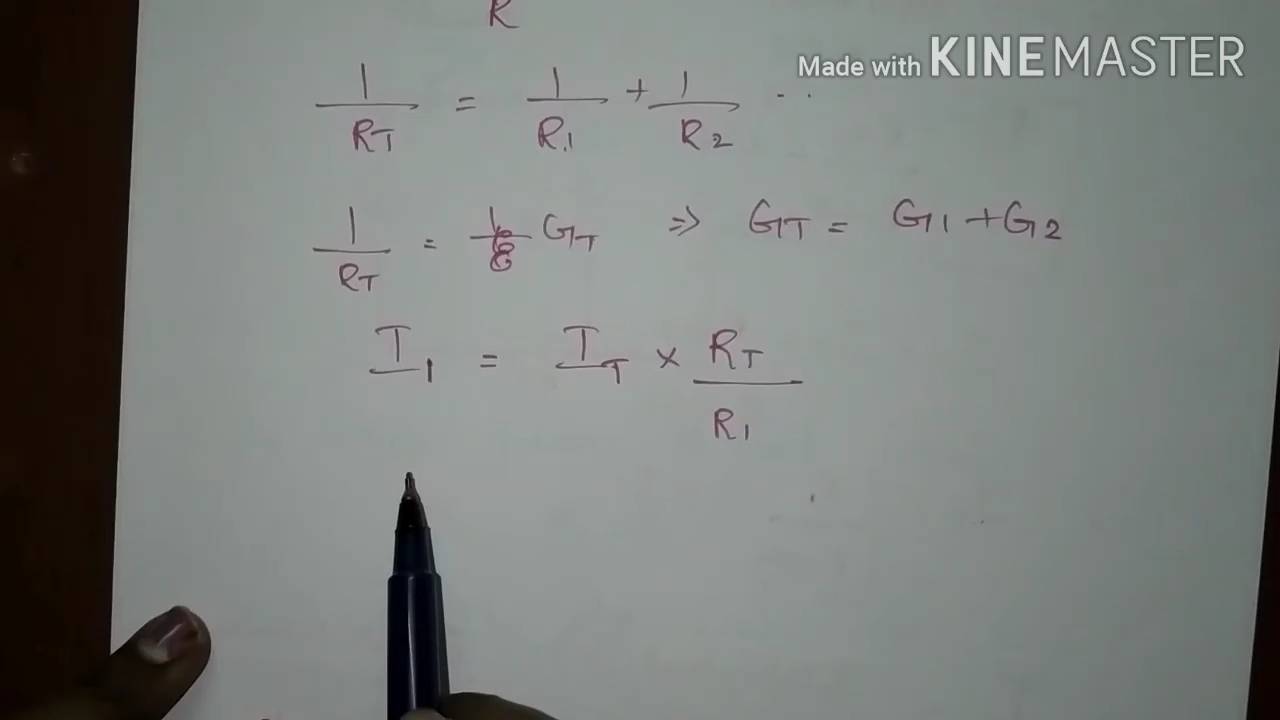 R
Made with KINEMASTER
1/RT = 1/R1 + 1/R2 - ..
1/RT = GT ⇒ GT = G1 + G2
I1 = IT × RT/R1